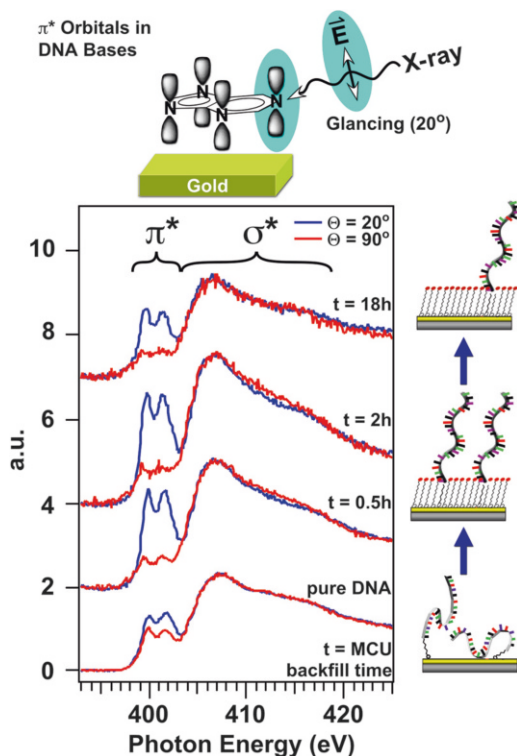 π* Orbitals in
DNA Bases
E
X-ray
N
N
N
N
Glancing (20°)
Gold
Θ = 20°
Θ = 90°
π*
σ*
10
8
6
4
2
0
a.u.
t = 18h
t = 2h
t = 0.5h
pure DNA
t = MCU
backfill time
400
410
420
Photon Energy (eV)